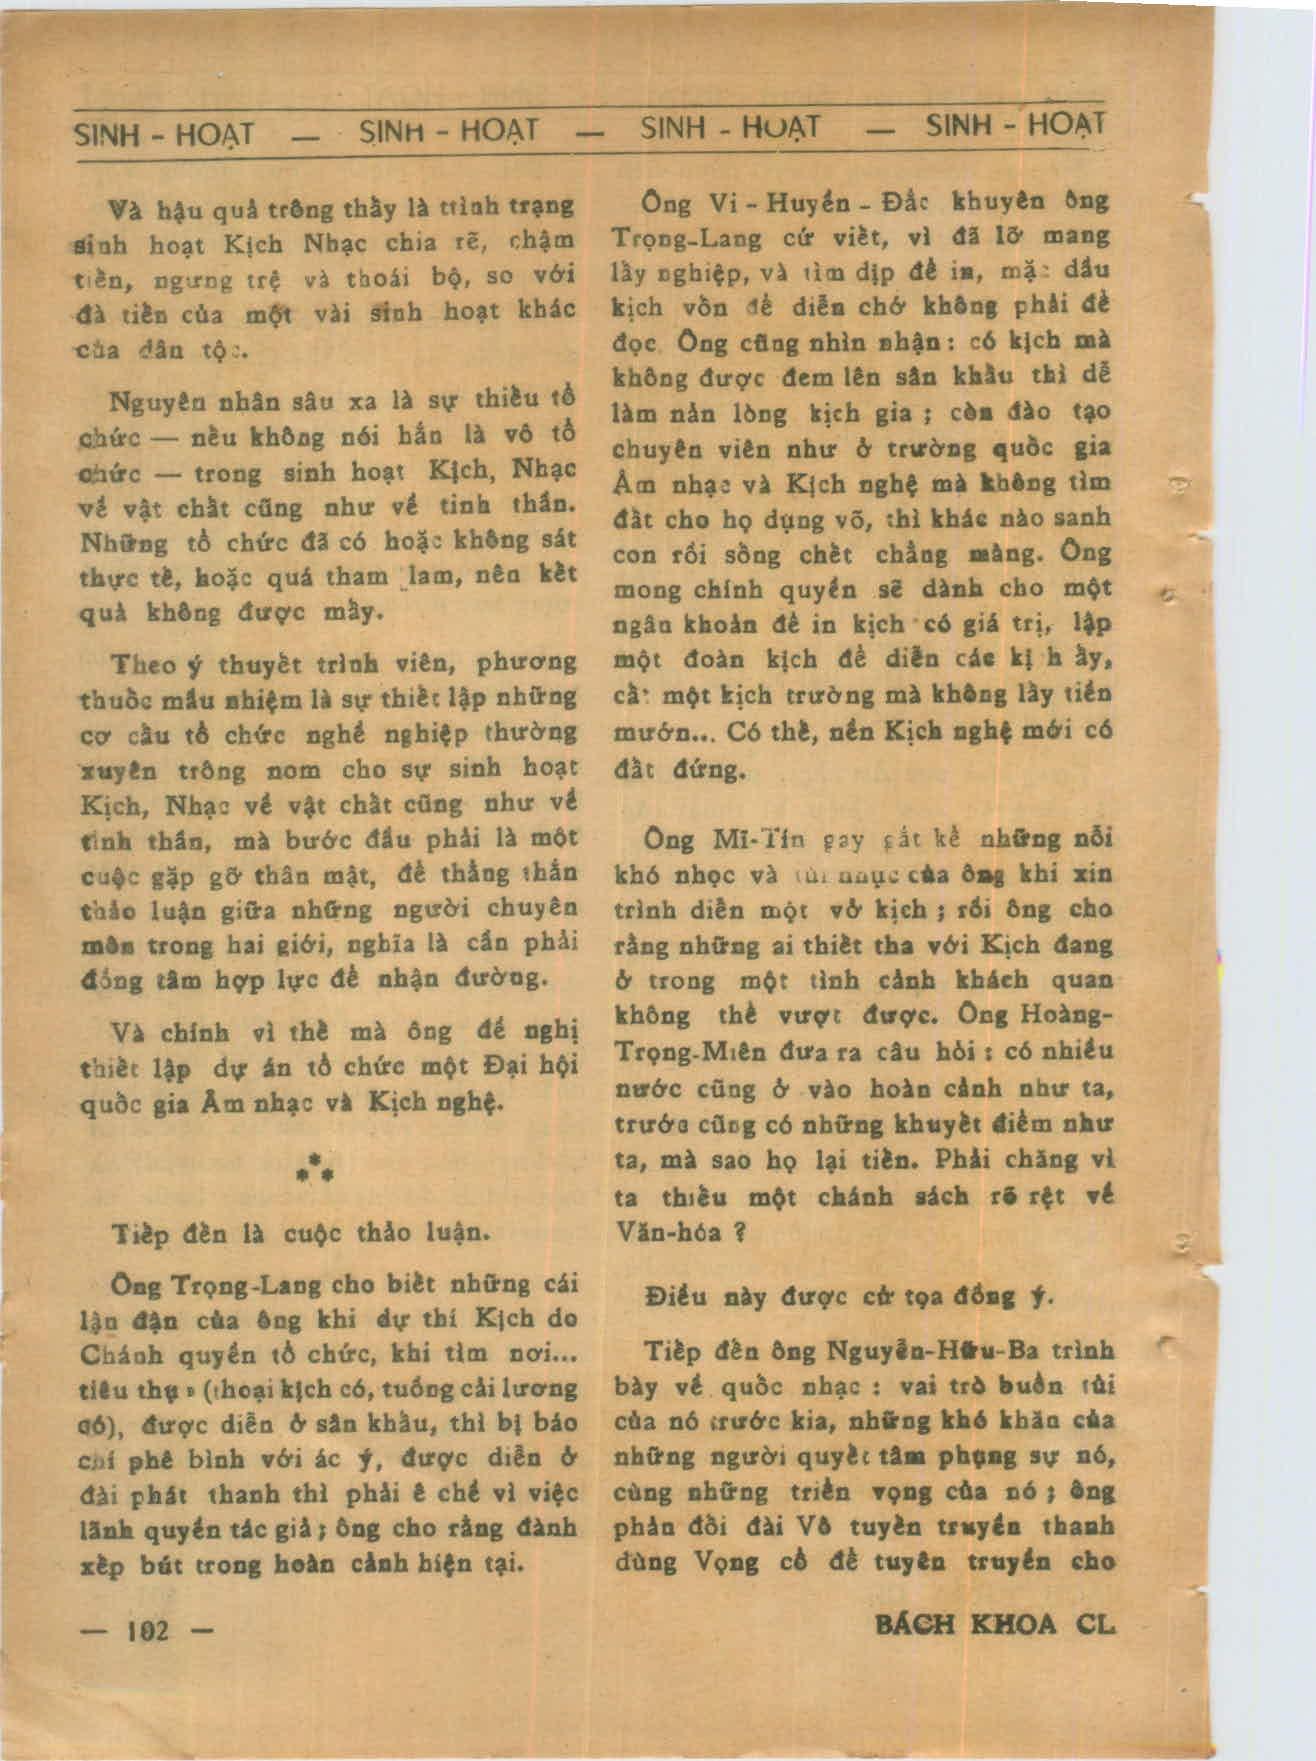 SINH - HOẠT — SINH - HOẠT — SINH - HOẠT — SINH - HOẠT
Và hậu quả trông thấy là tình trạng
sinh hoạt Kịch Nhạc chia rẽ, chậm
tiến, ngưng trệ và thoái bộ, so với
đà tiến của một vài sinh hoạt khác
của dân tộc.
Nguyên nhân sâu xa là sự thiếu tổ
chức — nếu không nói hẳn là vô tổ
chức — trong sinh hoạt Kịch, Nhạc
về vật chất cũng như về tinh thần.
Những tổ chức đã có hoặc không sát
thực tế, hoặc quá tham lam, nên kết
quả không được mấy.
Theo ý thuyết trình viên, phương
thuốc mầu nhiệm là sự thiết lập những
cơ cấu tổ chức nghề nghiệp thường
xuyên trông nom cho sự sinh hoạt
Kịch, Nhạc về vật chất cũng như về
tinh thần, mà bước đầu phải là một
cuộc gặp gỡ thân mật, để thẳng thắn
thảo luận giữa những người chuyên
môn trong hai giới, nghĩa là cần phải
đồng tâm hợp lực để nhận đường.
Và chính vì thế mà ông đề nghị
thiết lập dự án tổ chức một Đại hội
quốc gia Âm nhạc và Kịch nghệ.
* * *
Tiếp đến là cuộc thảo luận.
Ông Trọng-Lang cho biết những cái
lận đận của ông khi dự thi Kịch do
Chánh quyền tổ chức, khi tìm nơi...
tiêu thụ » (thoại kịch có, tuồng cải lương
có), được diễn ở sân khấu, thì bị báo
chí phê bình với ác ý, được diễn ở
đài phát thanh thì phải ê chề vì việc
lãnh quyền tác giả ; ông cho rằng đành
xếp bút trong hoàn cảnh hiện tại.
Ông Vi - Huyền - Đắc khuyên ông
Trọng-Lang cứ viết, vì đã lỡ mang
lấy nghiệp, và tìm dịp để in, mặc dầu
kịch vốn để diễn chớ không phải để
đọc. Ông cũng nhìn nhận : có kịch mà
không được đem lên sân khấu thì dễ
làm nản lòng kịch gia ; còn đào tạo
chuyên viên như ở trường quốc gia
Âm nhạc và Kịch nghệ mà không tìm
đất cho họ dụng võ, thì khác nào sanh
con rồi sống chết chẳng màng. Ông
mong chính quyền sẽ dành cho một
ngân khoản để in kịch có giá trị, lập
một đoàn kịch để diễn các kịch ấy,
cất một kịch trường mà không lấy tiền
mướn... Có thế, nền Kịch nghệ mới có
đất đứng.
Ông Mĩ-Tín gay gắt kể những nỗi
khó nhọc và tủi nhục của ông khi xin
trình diễn một vở kịch ; rồi ông cho
rằng những ai thiết tha với Kịch đang
ở trong một tình cảnh khách quan
không thể vượt được. Ông Hoàng-
Trọng-Miên đưa ra câu hỏi : có nhiều
nước cũng ở vào hoàn cảnh như ta,
trước cũng có những khuyết điểm như
ta, mà sao họ lại tiến. Phải chăng vì
ta thiếu một chánh sách rõ rệt về
Văn-hóa ?
Điều này được cử tọa đồng ý.
Tiếp đến ông Nguyễn-Hữu-Ba trình
bày về quốc nhạc : vai trò buồn tủi
của nó trước kia, những khó khăn của
những người quyết tâm phụng sự nó,
cùng những triển vọng của nó ; ông
phản đối đài Vô tuyến truyền thanh
dùng Vọng cổ để tuyên truyền cho
— 102 —
BÁCH KHOA CL